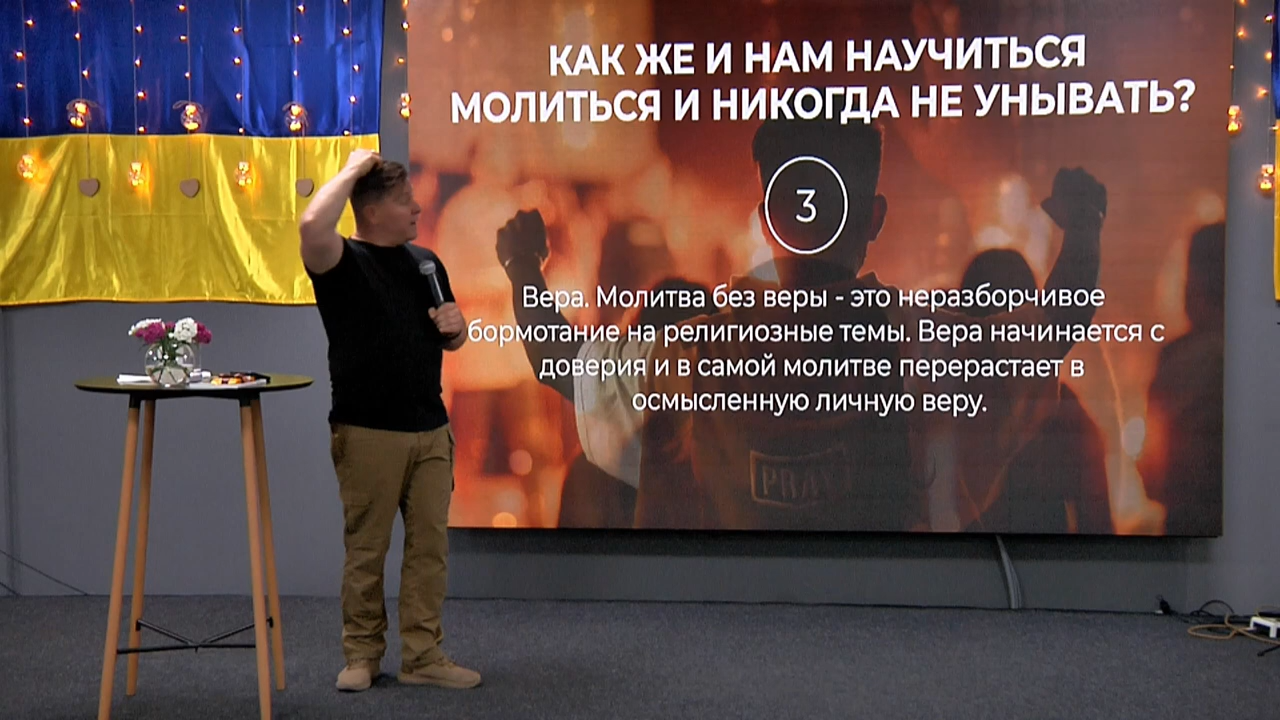 КАК ЖЕ И НАМ НАУЧИТЬСЯ
МОЛИТЬСЯ И НИКОГДА НЕ УНЫВАТЬ?
3
Вера. Молитва без веры - это неразборчивое
бормотание на религиозные темы. Вера начинается с
доверия и в самой молитве перерастает в
осмысленную личную веру.
PRAY